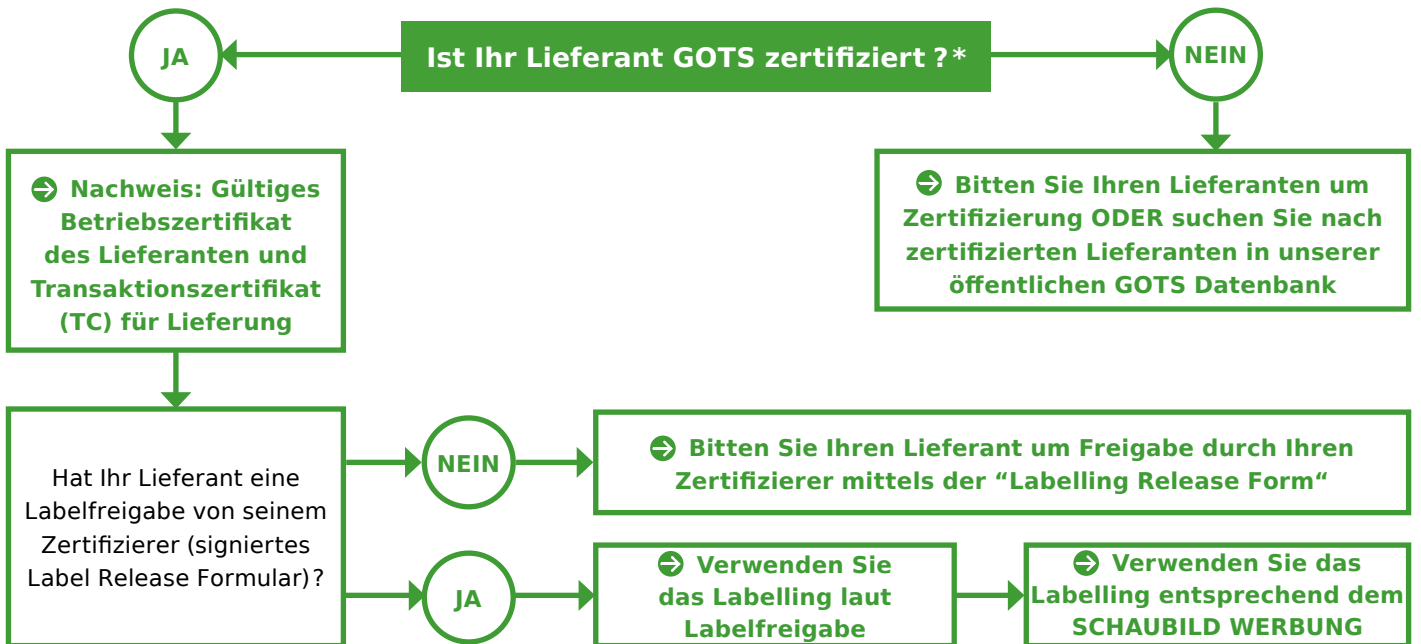 JA
Ist Ihr Lieferant GOTS zertifiziert ? *
NEIN
Nachweis: Gültiges
Betriebszertifikat
des Lieferanten und
Transaktionszertifikat
(TC) für Lieferung
Bitten Sie Ihren Lieferanten um
Zertifizierung ODER suchen Sie nach
zertifizierten Lieferanten in unserer
öffentlichen GOTS Datenbank
Hat Ihr Lieferant eine
Labelfreigabe von seinem
Zertifizierer (signiertes
Label Release Formular) ?
NEIN
Bitten Sie Ihren Lieferant um Freigabe durch Ihren
Zertifizierer mittels der “Labelling Release Form“
JA
Verwenden Sie
das Labelling laut
Labelfreigabe
Verwenden Sie das
Labelling entsprechend dem
SCHAUBILD WERBUNG